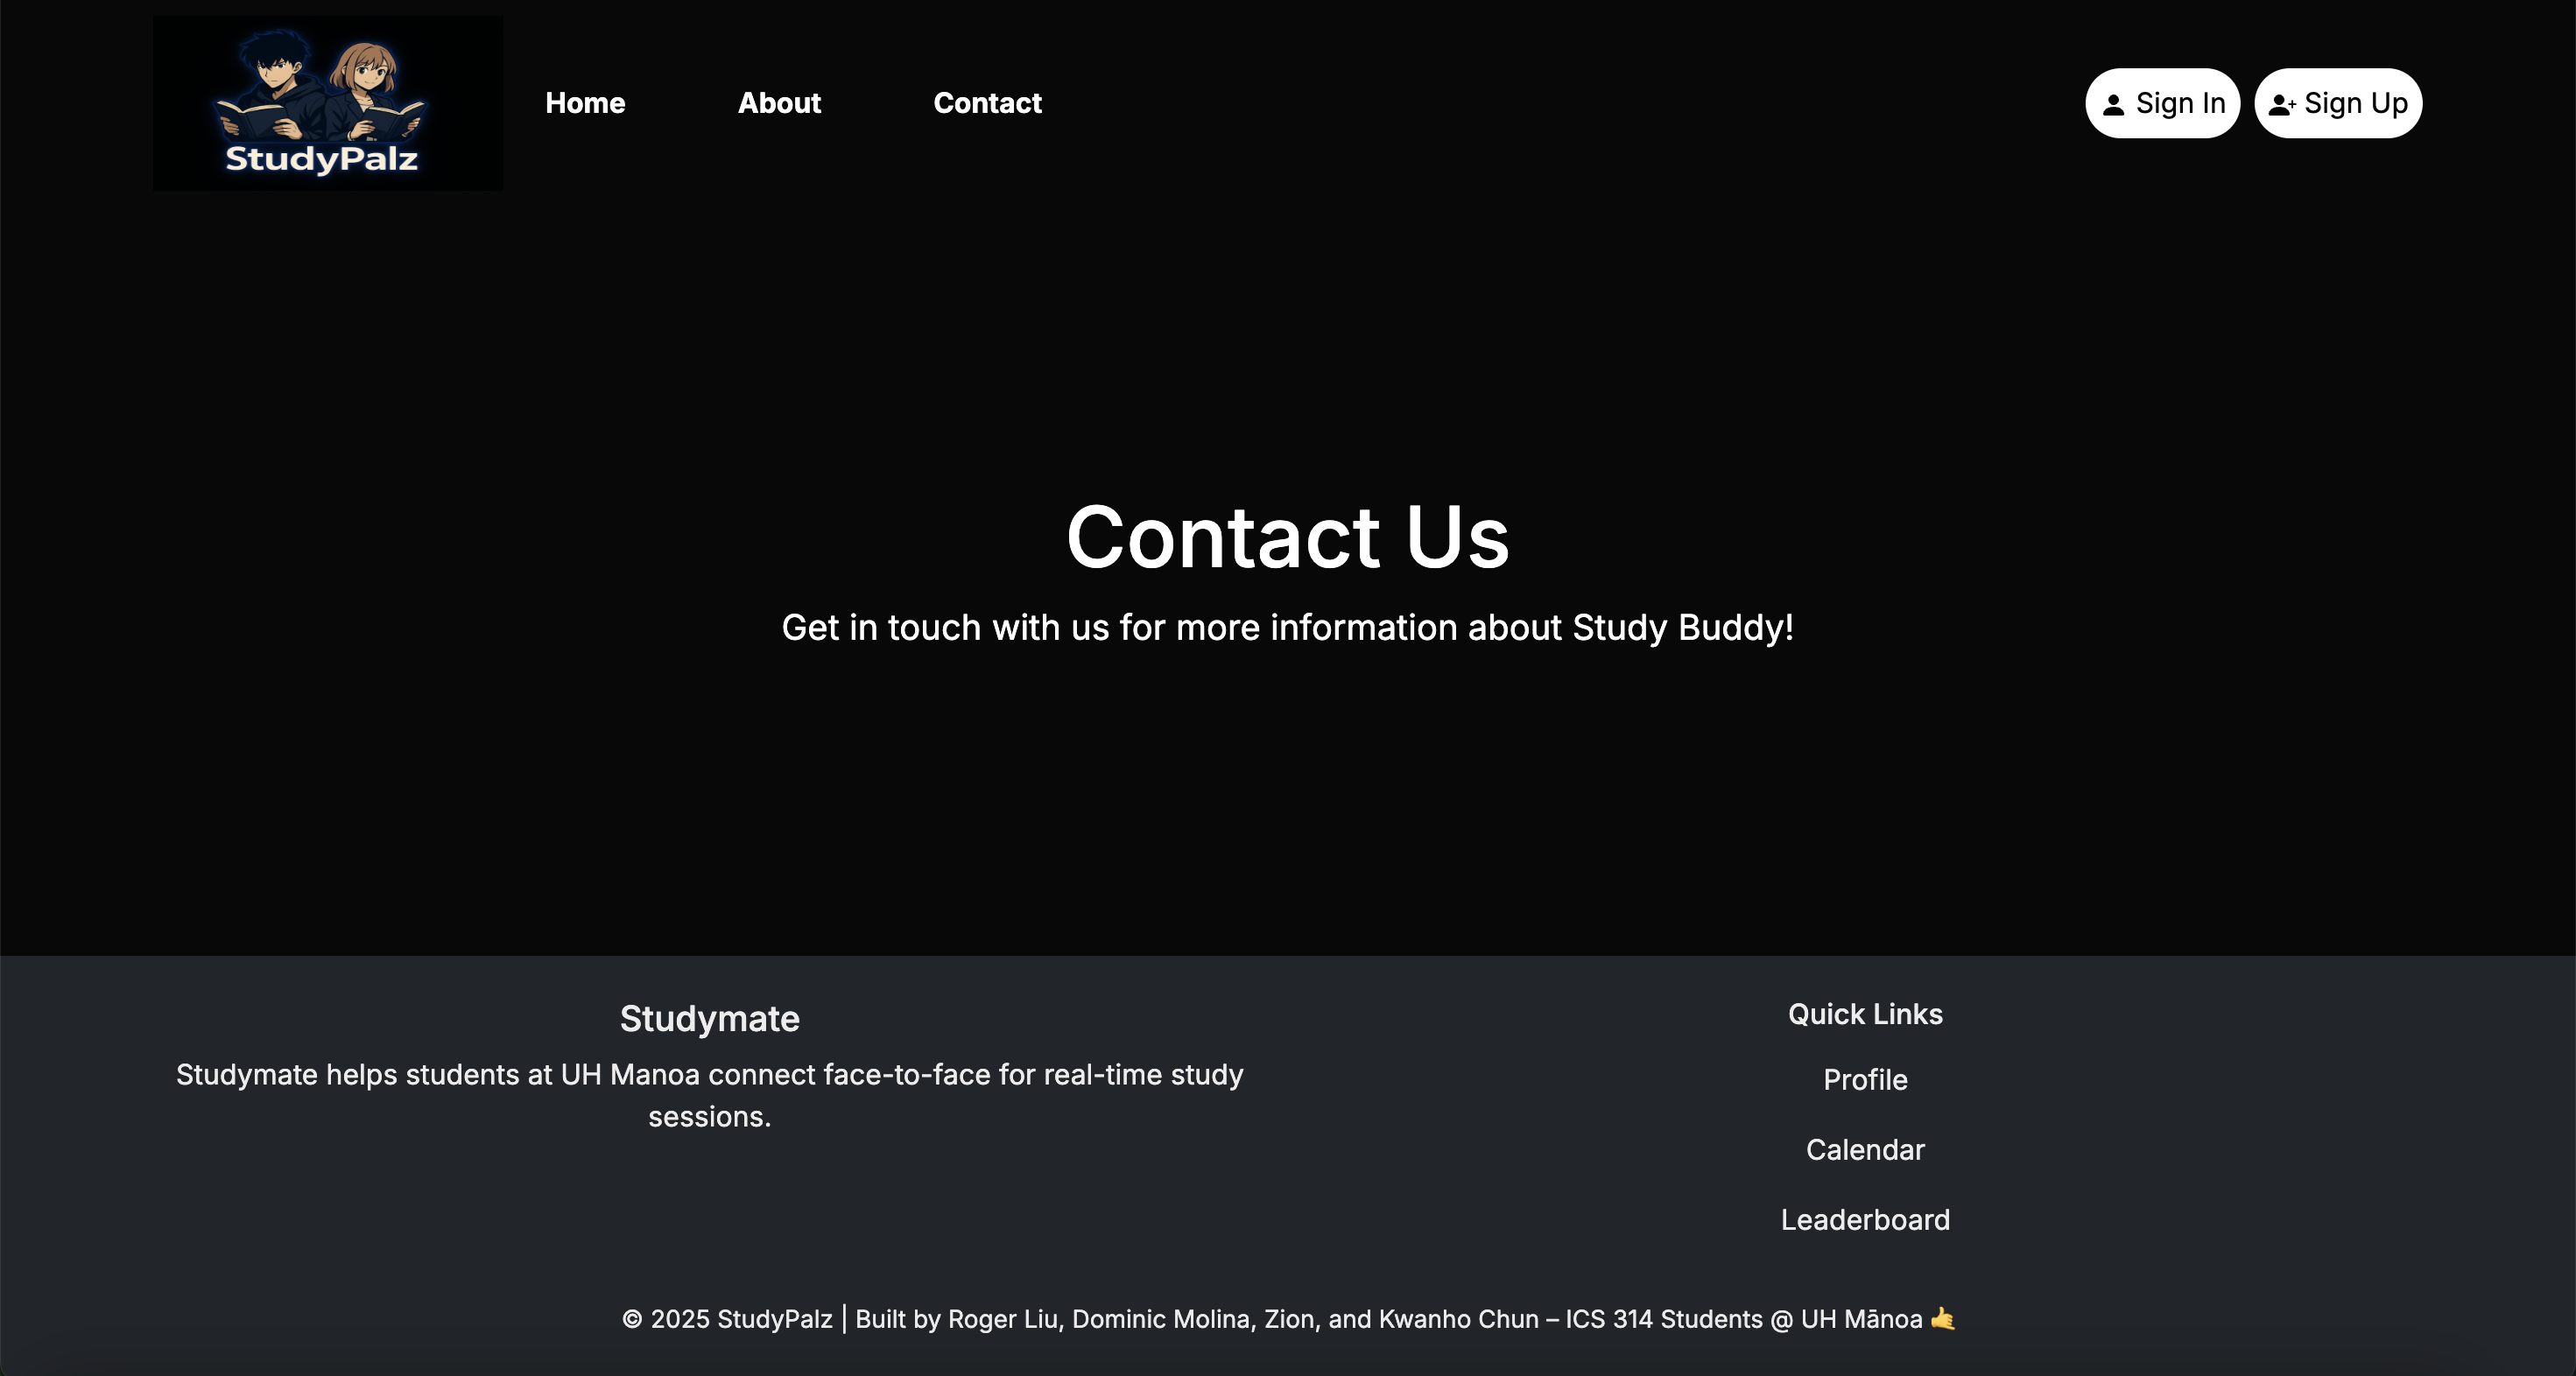 StudyPalz
Home About Contact
Sign In Sign Up
Contact Us
Get in touch with us for more information about Study Buddy!
Studymate
Studymate helps students at UH Manoa connect face-to-face for real-time study
sessions.
Quick Links
Profile
Calendar
Leaderboard
© 2025 StudyPalz | Built by Roger Liu, Dominic Molina, Zion, and Kwanho Chun – ICS 314 Students @ UH Mānoa 🤙